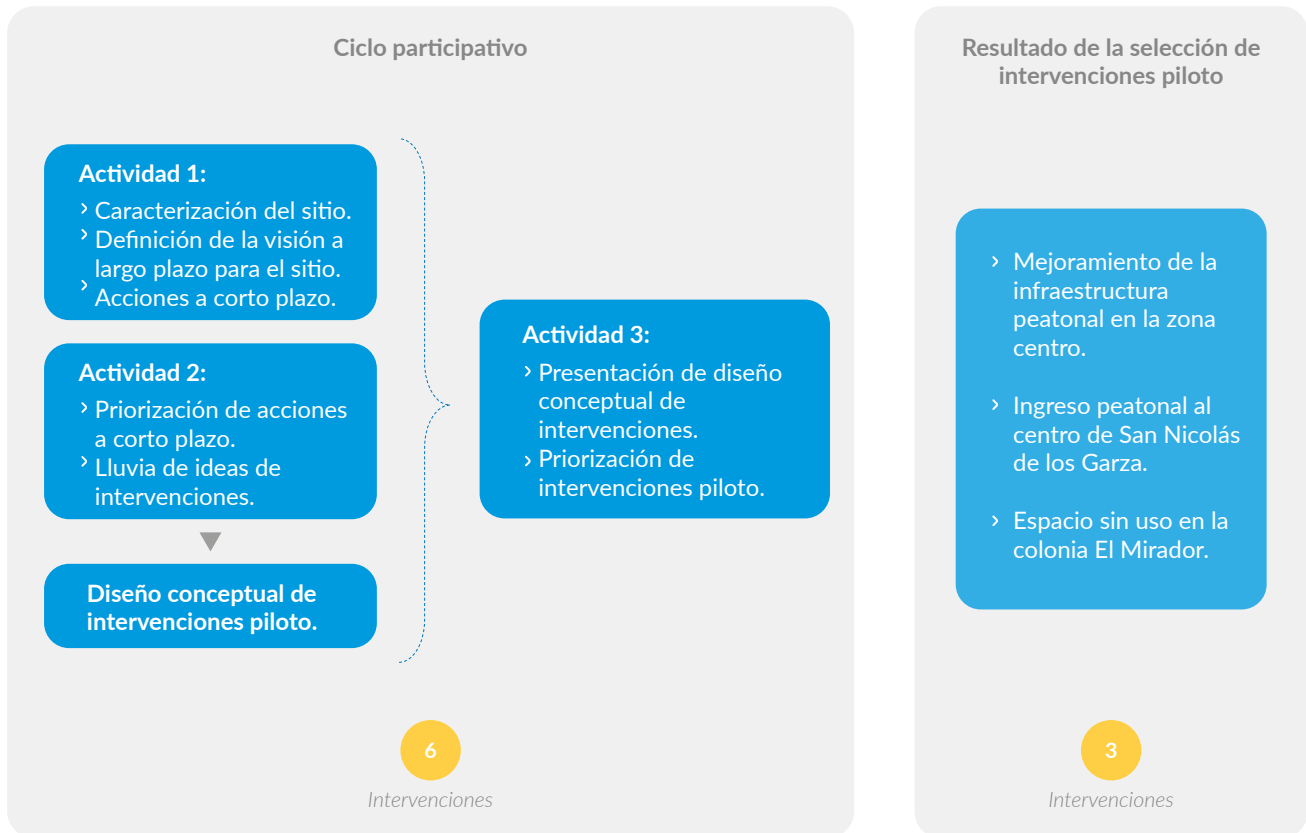 Ciclo participativo
Actividad 1:
› Caracterización del sitio.
› Definición de la visión a
largo plazo para el sitio.
› Acciones a corto plazo.
Actividad 2:
› Priorización de acciones
a corto plazo.
› Lluvia de ideas de
intervenciones.
Diseño conceptual de
intervenciones piloto.
Actividad 3:
› Presentación de diseño
conceptual de
intervenciones.
› Priorización de
intervenciones piloto.
6
Intervenciones
Resultado de la selección de
intervenciones piloto
› Mejoramiento de la
infraestructura
peatonal en la zona
centro.
› Ingreso peatonal al
centro de San Nicolás
de los Garza.
› Espacio sin uso en la
colonia El Mirador.
3
Intervenciones